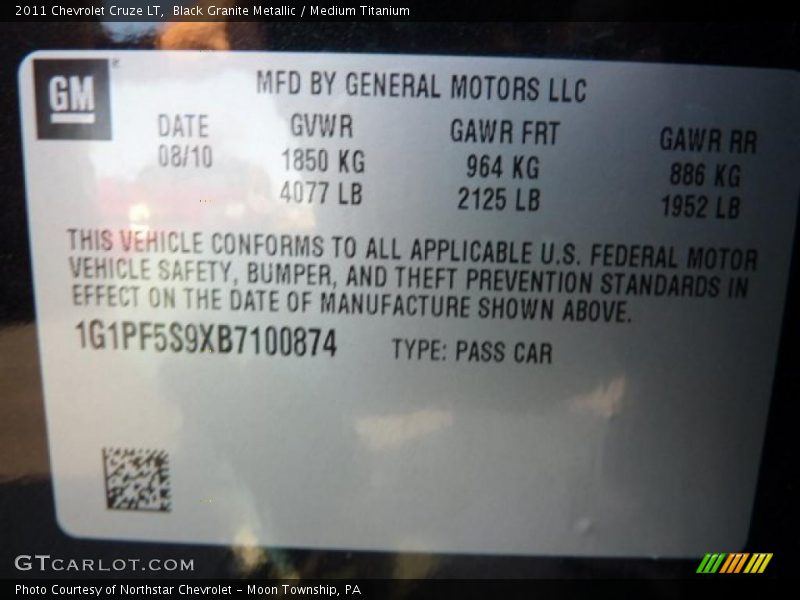 2011 Chevrolet Cruze LT,  Black Granite Metallic / Medium Titanium
GM
®
MFD BY GENERAL MOTORS LLC
DATE GVWR GAWR FRT GAWR RR
08/10 1850 KG 964 KG 886 KG
4077 LB 2125 LB 1952 LB
THIS VEHICLE CONFORMS TO ALL APPLICABLE U.S. FEDERAL MOTOR
VEHICLE SAFETY, BUMPER, AND THEFT PREVENTION STANDARDS IN
EFFECT ON THE DATE OF MANUFACTURE SHOWN ABOVE.
1G1PF5S9XB7100874 TYPE: PASS CAR
GTCARLOT.COM
Photo Courtesy of Northstar Chevrolet - Moon Township, PA